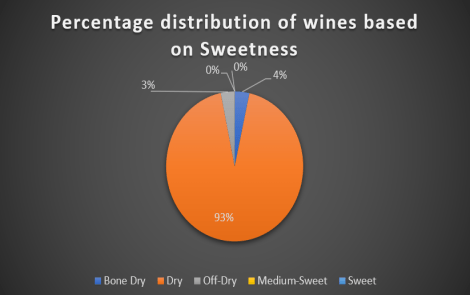 Percentage distribution of wines based
on Sweetness
0%
0%
4%
3%
93%
Bone Dry Dry Off-Dry Medium-Sweet Sweet